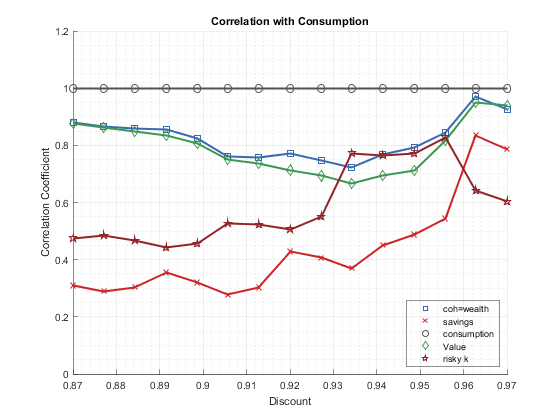 Correlation with Consumption
1.2
1
0.8
0.6
0.4
0.2
0
Correlation Coefficient
coh=wealth
savings
consumption
Value
risky k
0.87 0.88 0.89 0.9 0.91 0.92 0.93 0.94 0.95 0.96 0.97
Discount